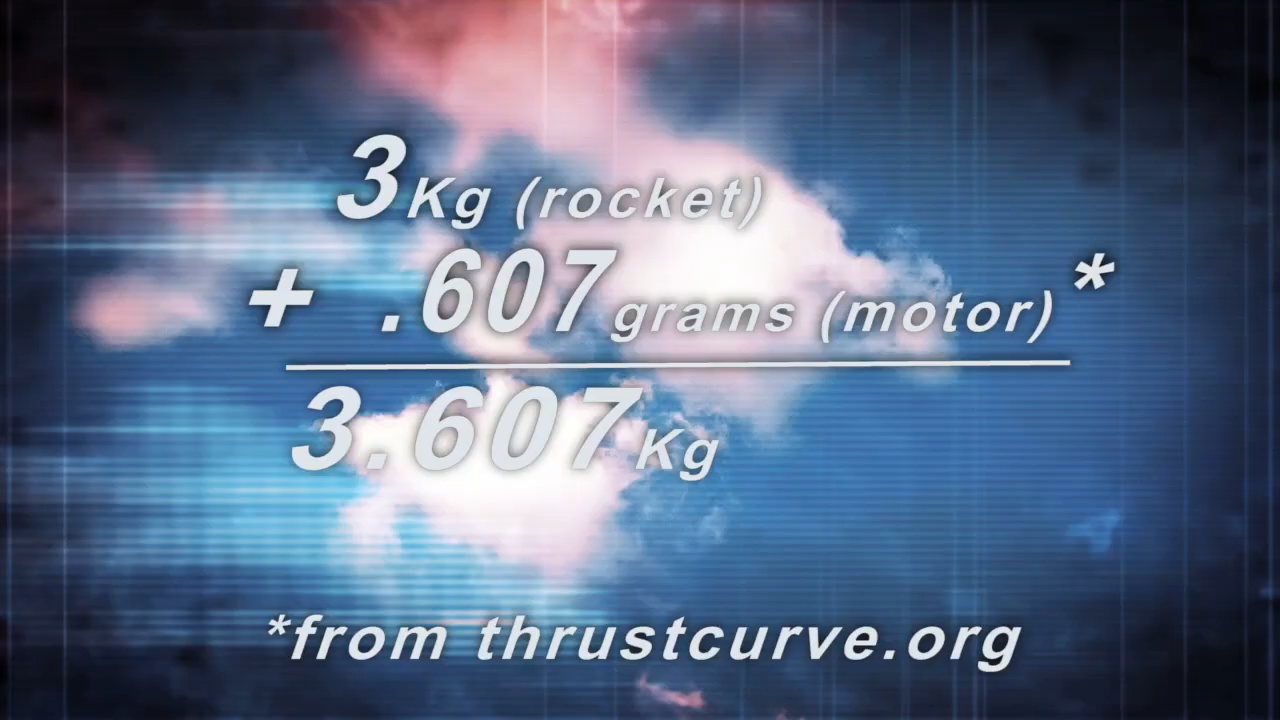 3Kg (rocket)
+ .607grams (motor)*
3.607Kg
*from thrustcurve.org